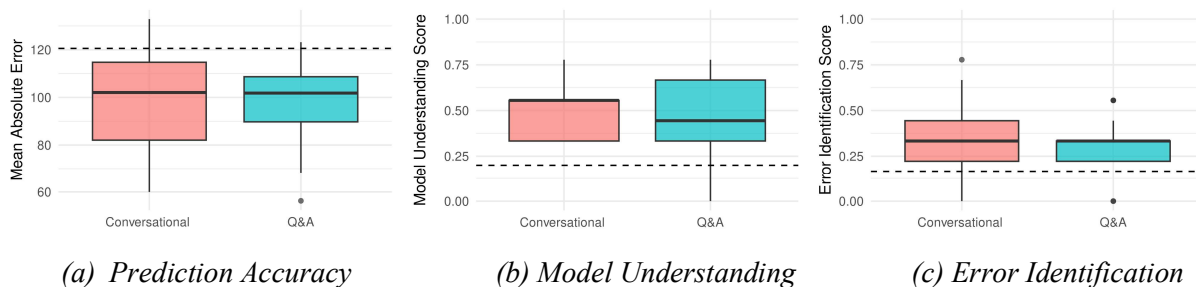 Mean Absolute Error
120
100
80
60
Conversational Q&A
(a) Prediction Accuracy
Model Understanding Score
1.00
0.75
0.50
0.25
0.00
Conversational Q&A
(b) Model Understanding
Error Identification Score
1.00
0.75
0.50
0.25
0.00
Conversational Q&A
(c) Error Identification